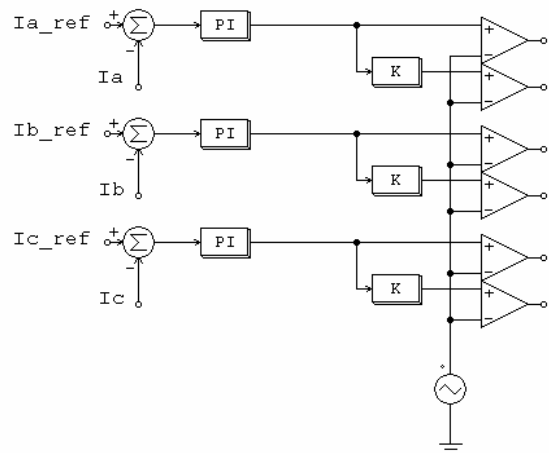 Ia_ref
+
Σ
PI
+
−
Ia
K
+
−
Ib_ref
+
Σ
PI
+
−
Ib
K
+
−
Ic_ref
+
Σ
PI
+
−
Ic
K
+
−